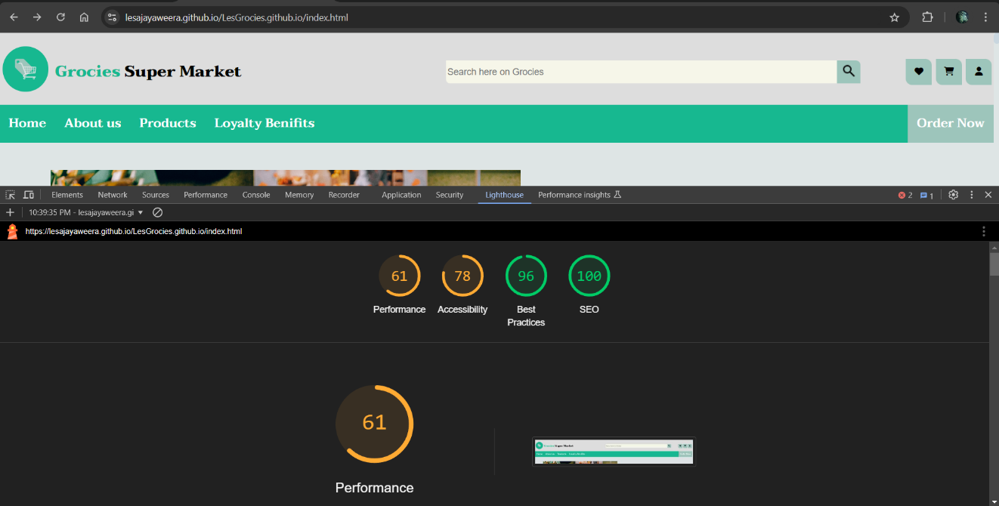 lesajayaweera.github.io/LesGrocies.github.io/index.html
Grocies Super Market
Search here on Grocies
Home About us Products Loyalty Benifits Order Now
Elements Network Sources Performance Console Memory Recorder Application Security Lighthouse Performance insights 2 1
10:39:35 PM - lesajayaweera.gi
https://lesajayaweera.github.io/LesGrocies.github.io/index.html
61 78 96 100
Performance Accessibility Best SEO
Practices
61
Grocies Super Market
Performance